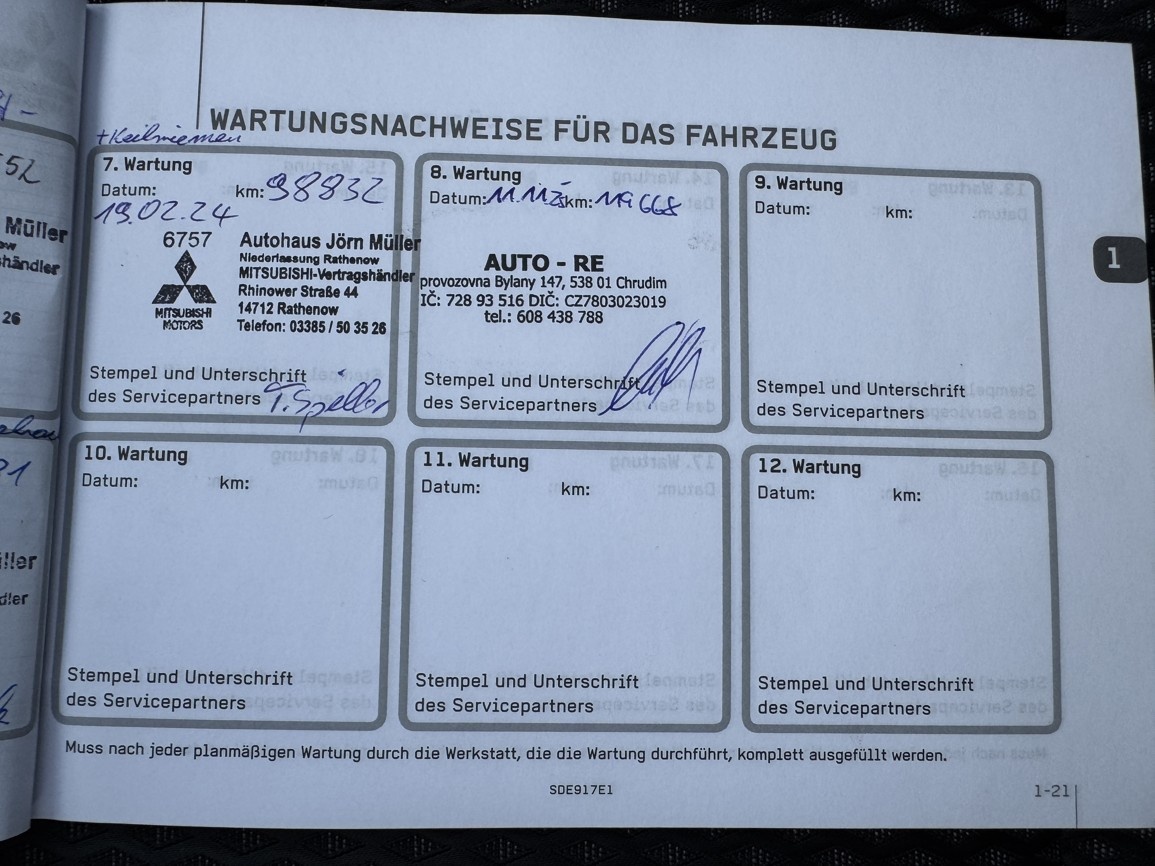 WARTUNGSNACHWEISE FÜR DAS FAHRZEUG
+Keilriemen
7. Wartung
Datum: km: 98832
19.02.24
6757
MITSUBISHI
MOTORS
Autohaus Jörn Müller
Niederlassung Rathenow
MITSUBISHI-Vertragshändler
Rhinower Straße 44
14712 Rathenow
Telefon: 03385 / 50 35 26
Stempel und Unterschrift
des Servicepartners
8. Wartung
Datum: km: 119668
AUTO - RE
provozovna Bylany 147, 538 01 Chrudim
IČ: 728 93 516 DIČ: CZ7803023019
tel.: 608 438 788
Stempel und Unterschrift
des Servicepartners
9. Wartung
Datum: km:
Stempel und Unterschrift
des Servicepartners
10. Wartung
Datum: km:
Stempel und Unterschrift
des Servicepartners
11. Wartung
Datum: km:
Stempel und Unterschrift
des Servicepartners
12. Wartung
Datum: km:
Stempel und Unterschrift
des Servicepartners
Muss nach jeder planmäßigen Wartung durch die Werkstatt, die die Wartung durchführt, komplett ausgefüllt werden.
SDE917E1
1-21
1
52
Müller
händler
26